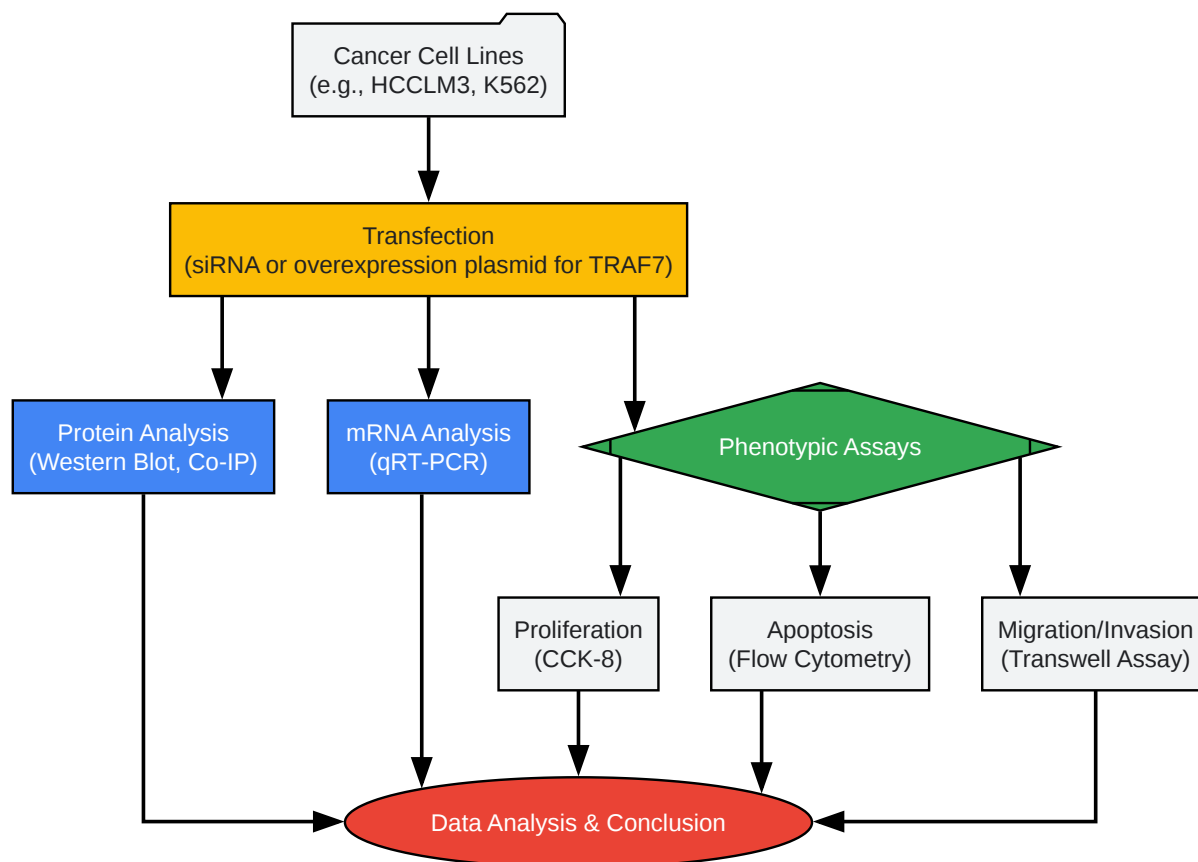 Cancer Cell Lines
(e.g., HCCLM3, K562)
Transfection
(siRNA or overexpression plasmid for TRAF7)
Protein Analysis
(Western Blot, Co-IP)
mRNA Analysis
(qRT-PCR)
Phenotypic Assays
Proliferation
(CCK-8)
Apoptosis
(Flow Cytometry)
Migration/Invasion
(Transwell Assay)
Data Analysis & Conclusion